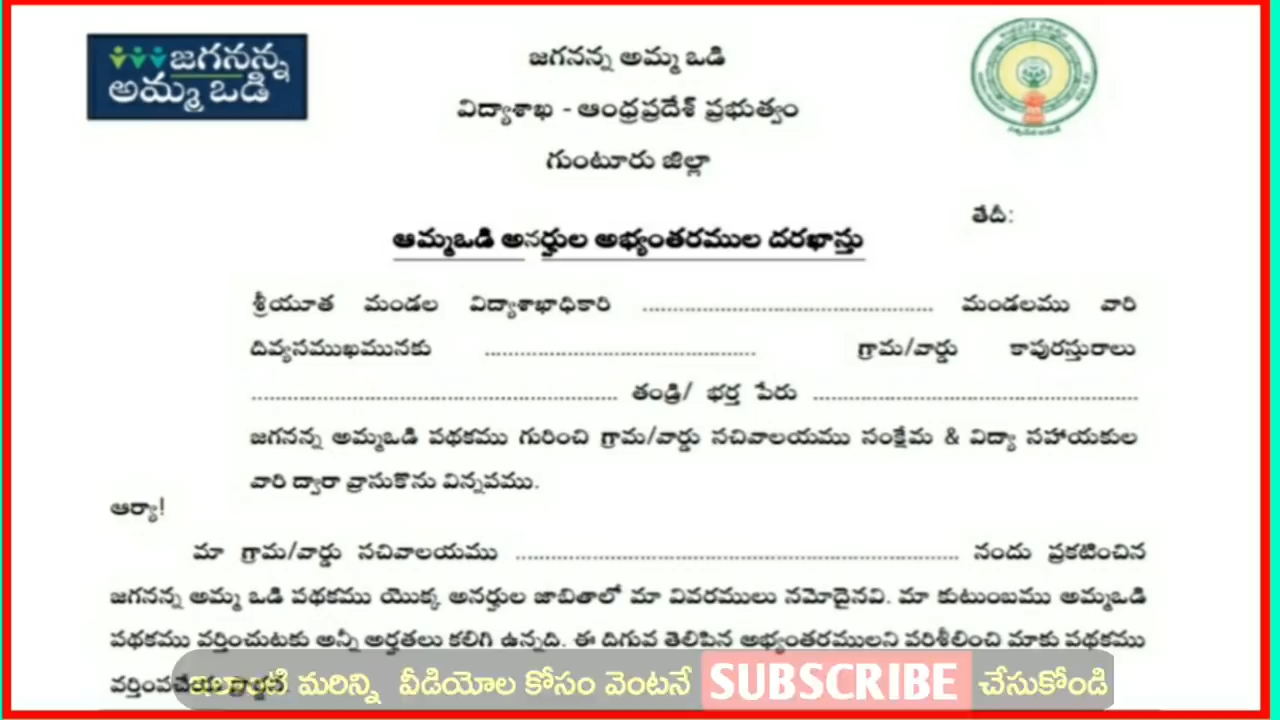 జగనన్న
అమ్మ ఒడి
జగనన్న అమ్మ ఒడి
విద్యాశాఖ - ఆంధ్రప్రదేశ్ ప్రభుత్వం
గుంటూరు జిల్లా
తేదీ:
ఆమ్మఒడి అనర్హుల అభ్యంతరముల దరఖాస్తు
శ్రీయూత మండల విద్యాశాఖాధికారి ................................................ మండలము వారి
దివ్యసముఖమునకు ............................................. గ్రామ/వార్డు కాపురస్తురాలు
............................................................. తండ్రి/ భర్త పేరు ......................................................
జగనన్న అమ్మఒడి పథకము గురించి గ్రామ/వార్డు సచివాలయము సంక్షేమ & విద్యా సహాయకుల
వారి ద్వారా వ్రాసుకొను విన్నవము.
ఆర్యా!
మా గ్రామ/వార్డు సచివాలయము .......................................................................... నందు ప్రకటించిన
జగనన్న అమ్మ ఒడి పథకము యొక్క అనర్హుల జాబితాలో మా వివరములు నమోదైనవి. మా కుటుంబము అమ్మఒడి
పథకము వర్తించుటకు అన్నీ అర్హతలు కలిగి ఉన్నది. ఈ దిగువ తెలిపిన అభ్యంతరములని పరిశీలించి మాకు పథకము
మరిన్ని వీడియోల కోసం వెంటనే SUBSCRIBE చేసుకోండి